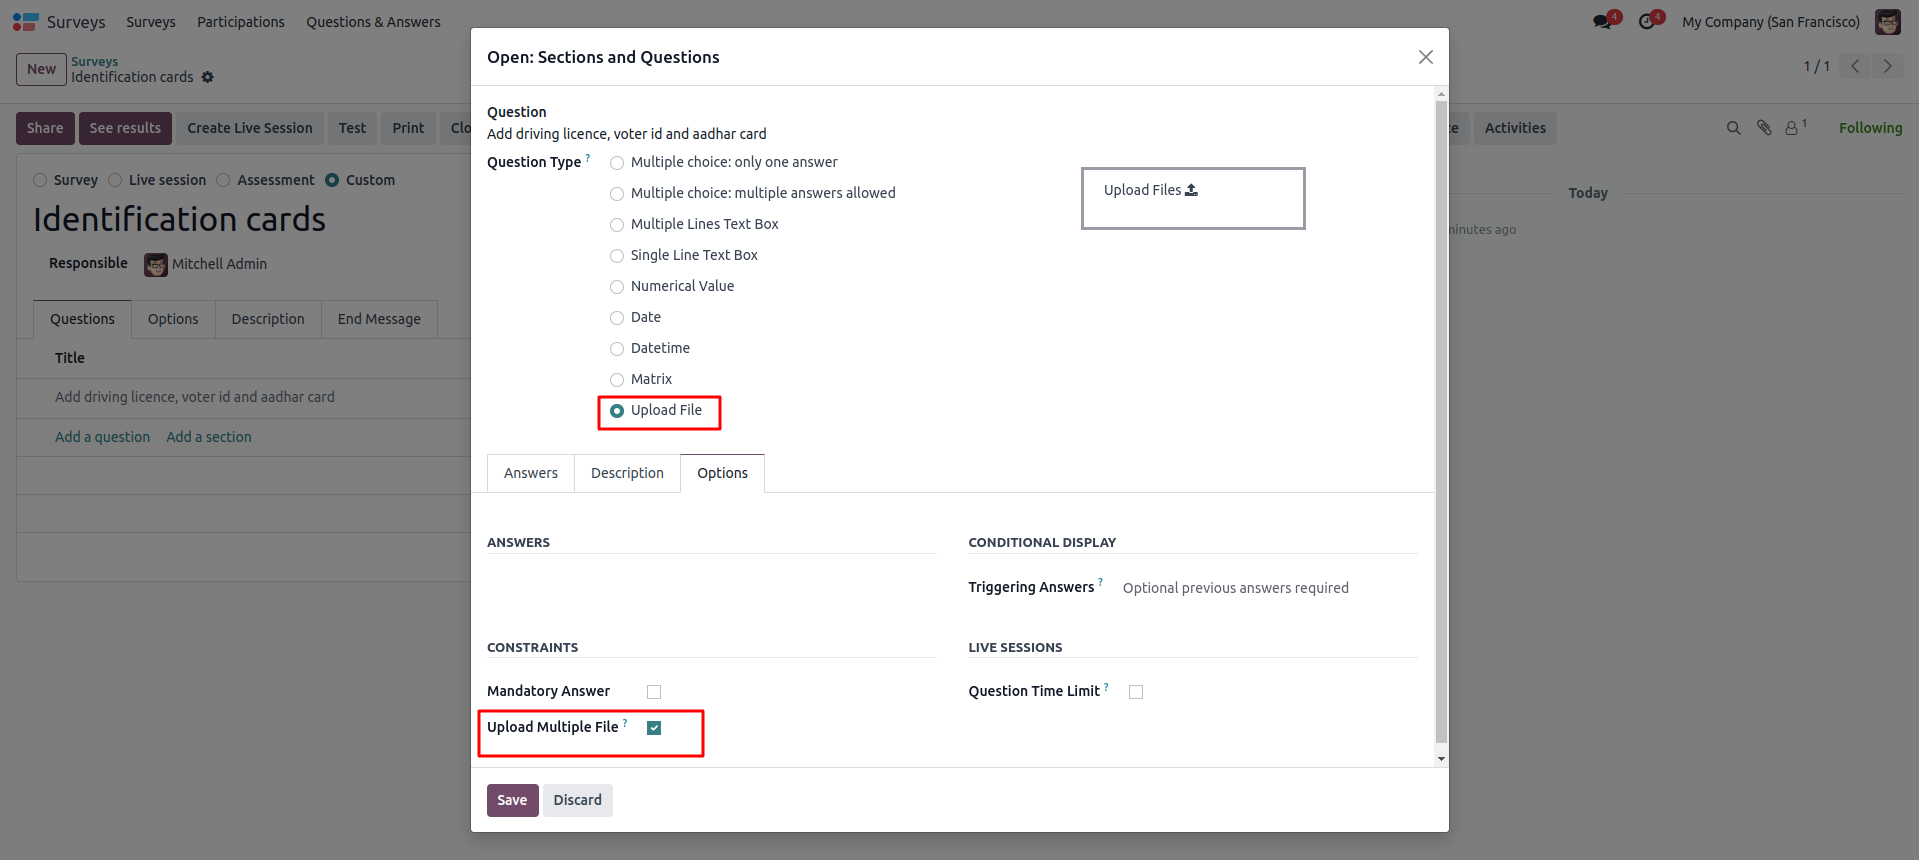 Surveys Surveys Participations Questions & Answers 4 4 My Company (San Francisco)
New Surveys
Identification cards 1 / 1
Share See results Create Live Session Test Print Clo Activities 1 Following
Survey Live session Assessment Custom
Identification cards
Responsible Mitchell Admin
Questions Options Description End Message
Title
Add driving licence, voter id and aadhar card
Add a question Add a section
Today
minutes ago
Open: Sections and Questions
Question
Add driving licence, voter id and aadhar card
Question Type ?
Multiple choice: only one answer
Multiple choice: multiple answers allowed
Multiple Lines Text Box
Single Line Text Box
Numerical Value
Date
Datetime
Matrix
Upload File
Upload Files
Answers Description Options
ANSWERS
CONDITIONAL DISPLAY
Triggering Answers ? Optional previous answers required
CONSTRAINTS
LIVE SESSIONS
Mandatory Answer
Question Time Limit ?
Upload Multiple File ?
Save Discard